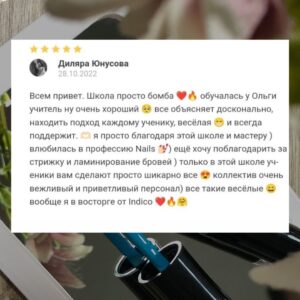 Диляра Юнусова
28.10.2022
Всем привет. Школа просто бомба ❤️🔥 обучалась у Ольги
учитель ну очень хороший 🥺 все объясняет досконально,
находить подход каждому ученику, весёлая 😁 и всегда
поддержит. 🫶🏻 я просто благодаря этой школе и мастеру )
влюбилась в профессию Nails 💅🏻) ещё хочу поблагодарить за
стрижку и ламинирование бровей ) только в этой школе уч-
еники вам сделают просто шикарно все 😍 коллектив очень
вежливый и приветливый персонал) все такие весёлые 😄
вообще я в восторге от Indico ❤️🔥🤗